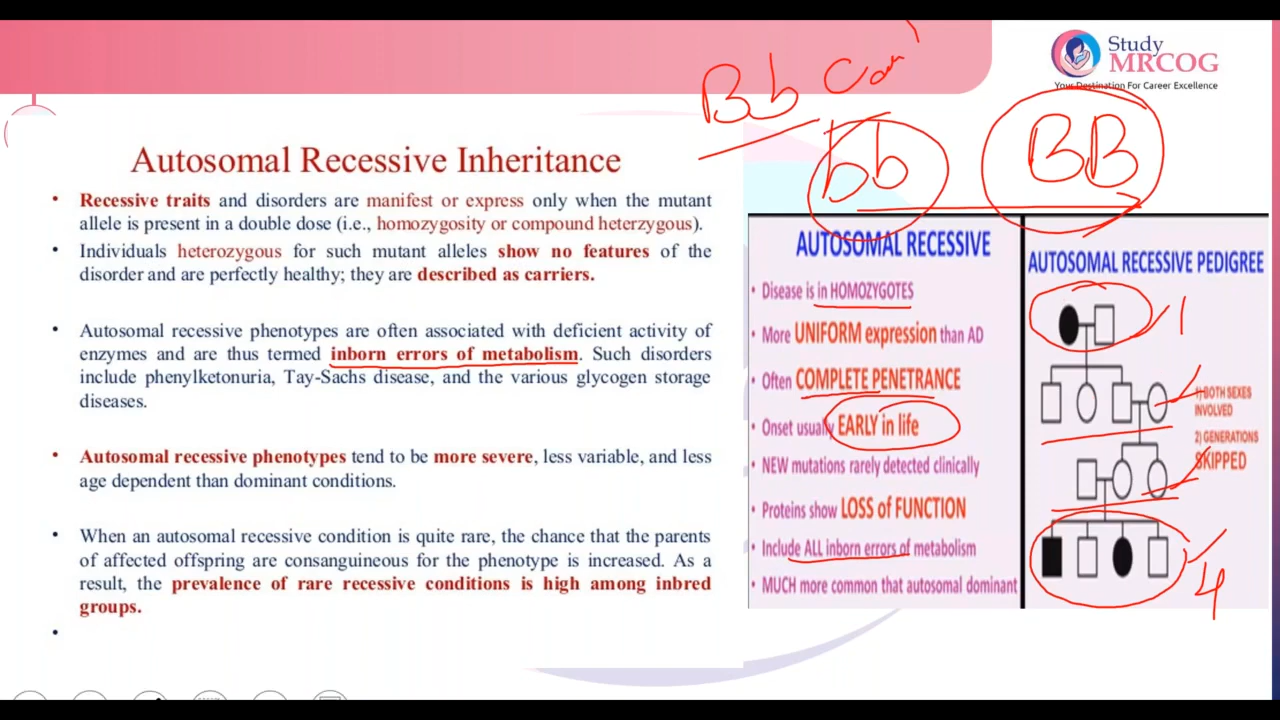 Study
MRCOG
Your Destination For Career Excellence
Bb
bb
BB
Autosomal Recessive Inheritance
• Recessive traits and disorders are manifest or express only when the mutant
allele is present in a double dose (i.e., homozygosity or compound heterzygous).
• Individuals heterozygous for such mutant alleles show no features of the
disorder and are perfectly healthy; they are described as carriers.
• Autosomal recessive phenotypes are often associated with deficient activity of
enzymes and are thus termed inborn errors of metabolism. Such disorders
include phenylketonuria, Tay-Sachs disease, and the various glycogen storage
diseases.
• Autosomal recessive phenotypes tend to be more severe, less variable, and less
age dependent than dominant conditions.
• When an autosomal recessive condition is quite rare, the chance that the parents
of affected offspring are consanguineous for the phenotype is increased. As a
result, the prevalence of rare recessive conditions is high among inbred
groups.
•
AUTOSOMAL RECESSIVE
• Disease is in HOMOZYGOTES
• More UNIFORM expression than AD
• Often COMPLETE PENETRANCE
• Onset usually EARLY in life
• NEW mutations rarely detected clinically
• Proteins show LOSS of FUNCTION
• Include ALL inborn errors of metabolism
• MUCH more common that autosomal dominant
AUTOSOMAL RECESSIVE PEDIGREE
1
1) BOTH SEXES
INVOLVED
2) GENERATIONS
SKIPPED
4